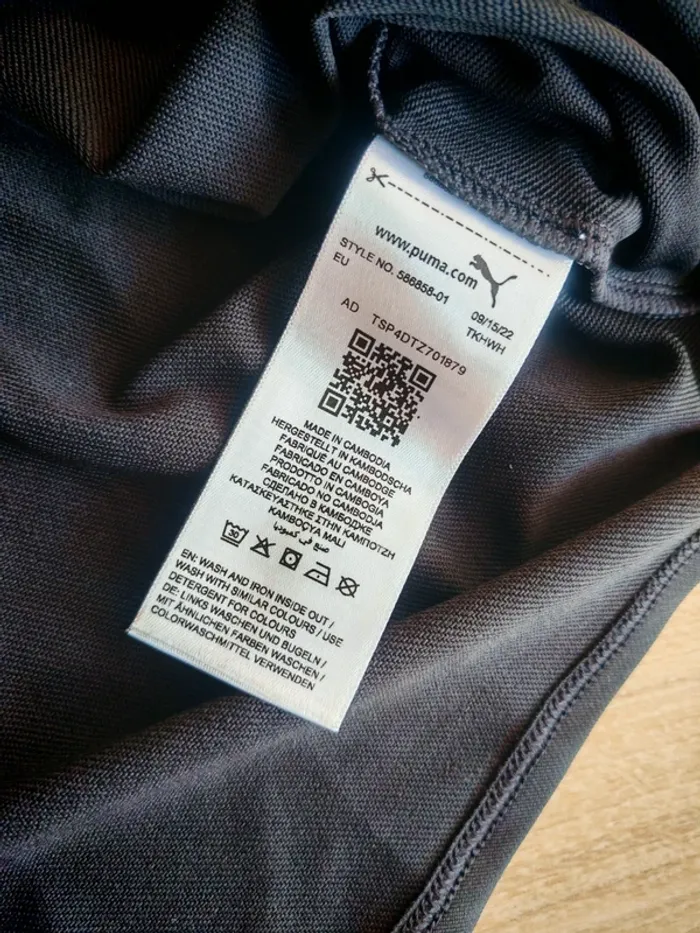 www.puma.com
STYLE NO. 586858-01 09/15/22
EU TKHWH
AD TSP4DTZ701879
MADE IN CAMBODIA
HERGESTELLT IN KAMBODSCHA
FABRIQUÉ AU CAMBODGE
FABRICADO EN CAMBOYA
PRODOTTO IN CAMBOGIA
FABRICADO NO CAMBODJA
СДЕЛАНО В КАМБОДЖЕ
ΚΑΤΑΣΚΕΥΑΣΤΗΚΕ ΣΤΗΝ ΚΑΜΠΟΤΖΗ
KAMBOÇYA MALI
صنع في كمبوديا
30
EN: WASH AND IRON INSIDE OUT /
WASH WITH SIMILAR COLOURS / USE
DETERGENT FOR COLOURS
DE: LINKS WASCHEN UND BUGELN /
MIT ÄHNLICHEN FARBEN WASCHEN /
COLORWASCHMITTEL VERWENDEN